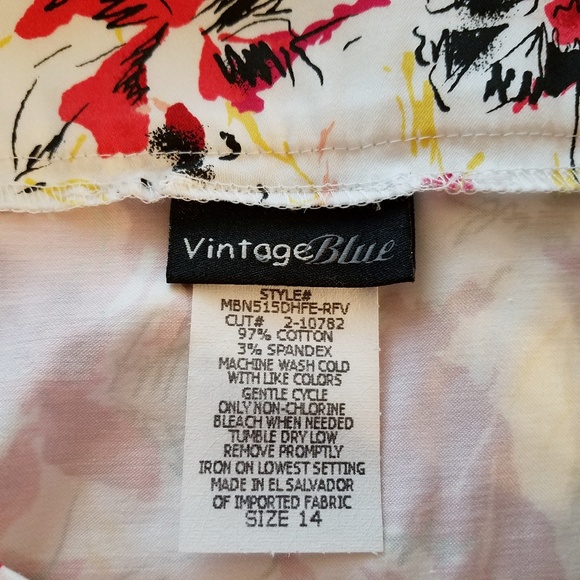 Vintage Blue
STYLE#
MBN515DHFE-RFV
CUT# 2-10782
97% COTTON
3% SPANDEX
MACHINE WASH COLD
WITH LIKE COLORS
GENTLE CYCLE
ONLY NON-CHLORINE
BLEACH WHEN NEEDED
TUMBLE DRY LOW
REMOVE PROMPTLY
IRON ON LOWEST SETTING
MADE IN EL SALVADOR
OF IMPORTED FABRIC
SIZE 14